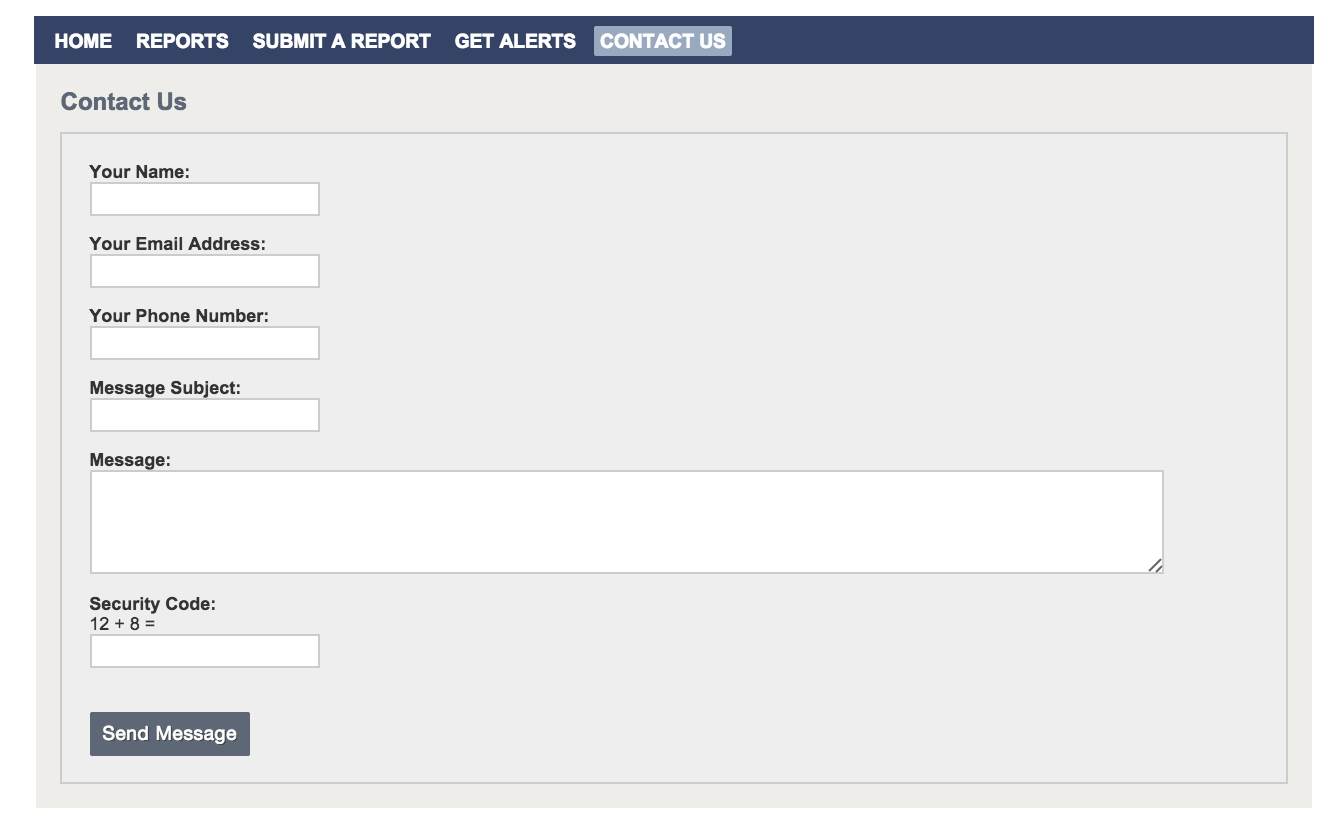 HOME REPORTS SUBMIT A REPORT GET ALERTS CONTACT US
Contact Us
Your Name:
Your Email Address:
Your Phone Number:
Message Subject:
Message:
Security Code:
12 + 8 =
Send Message